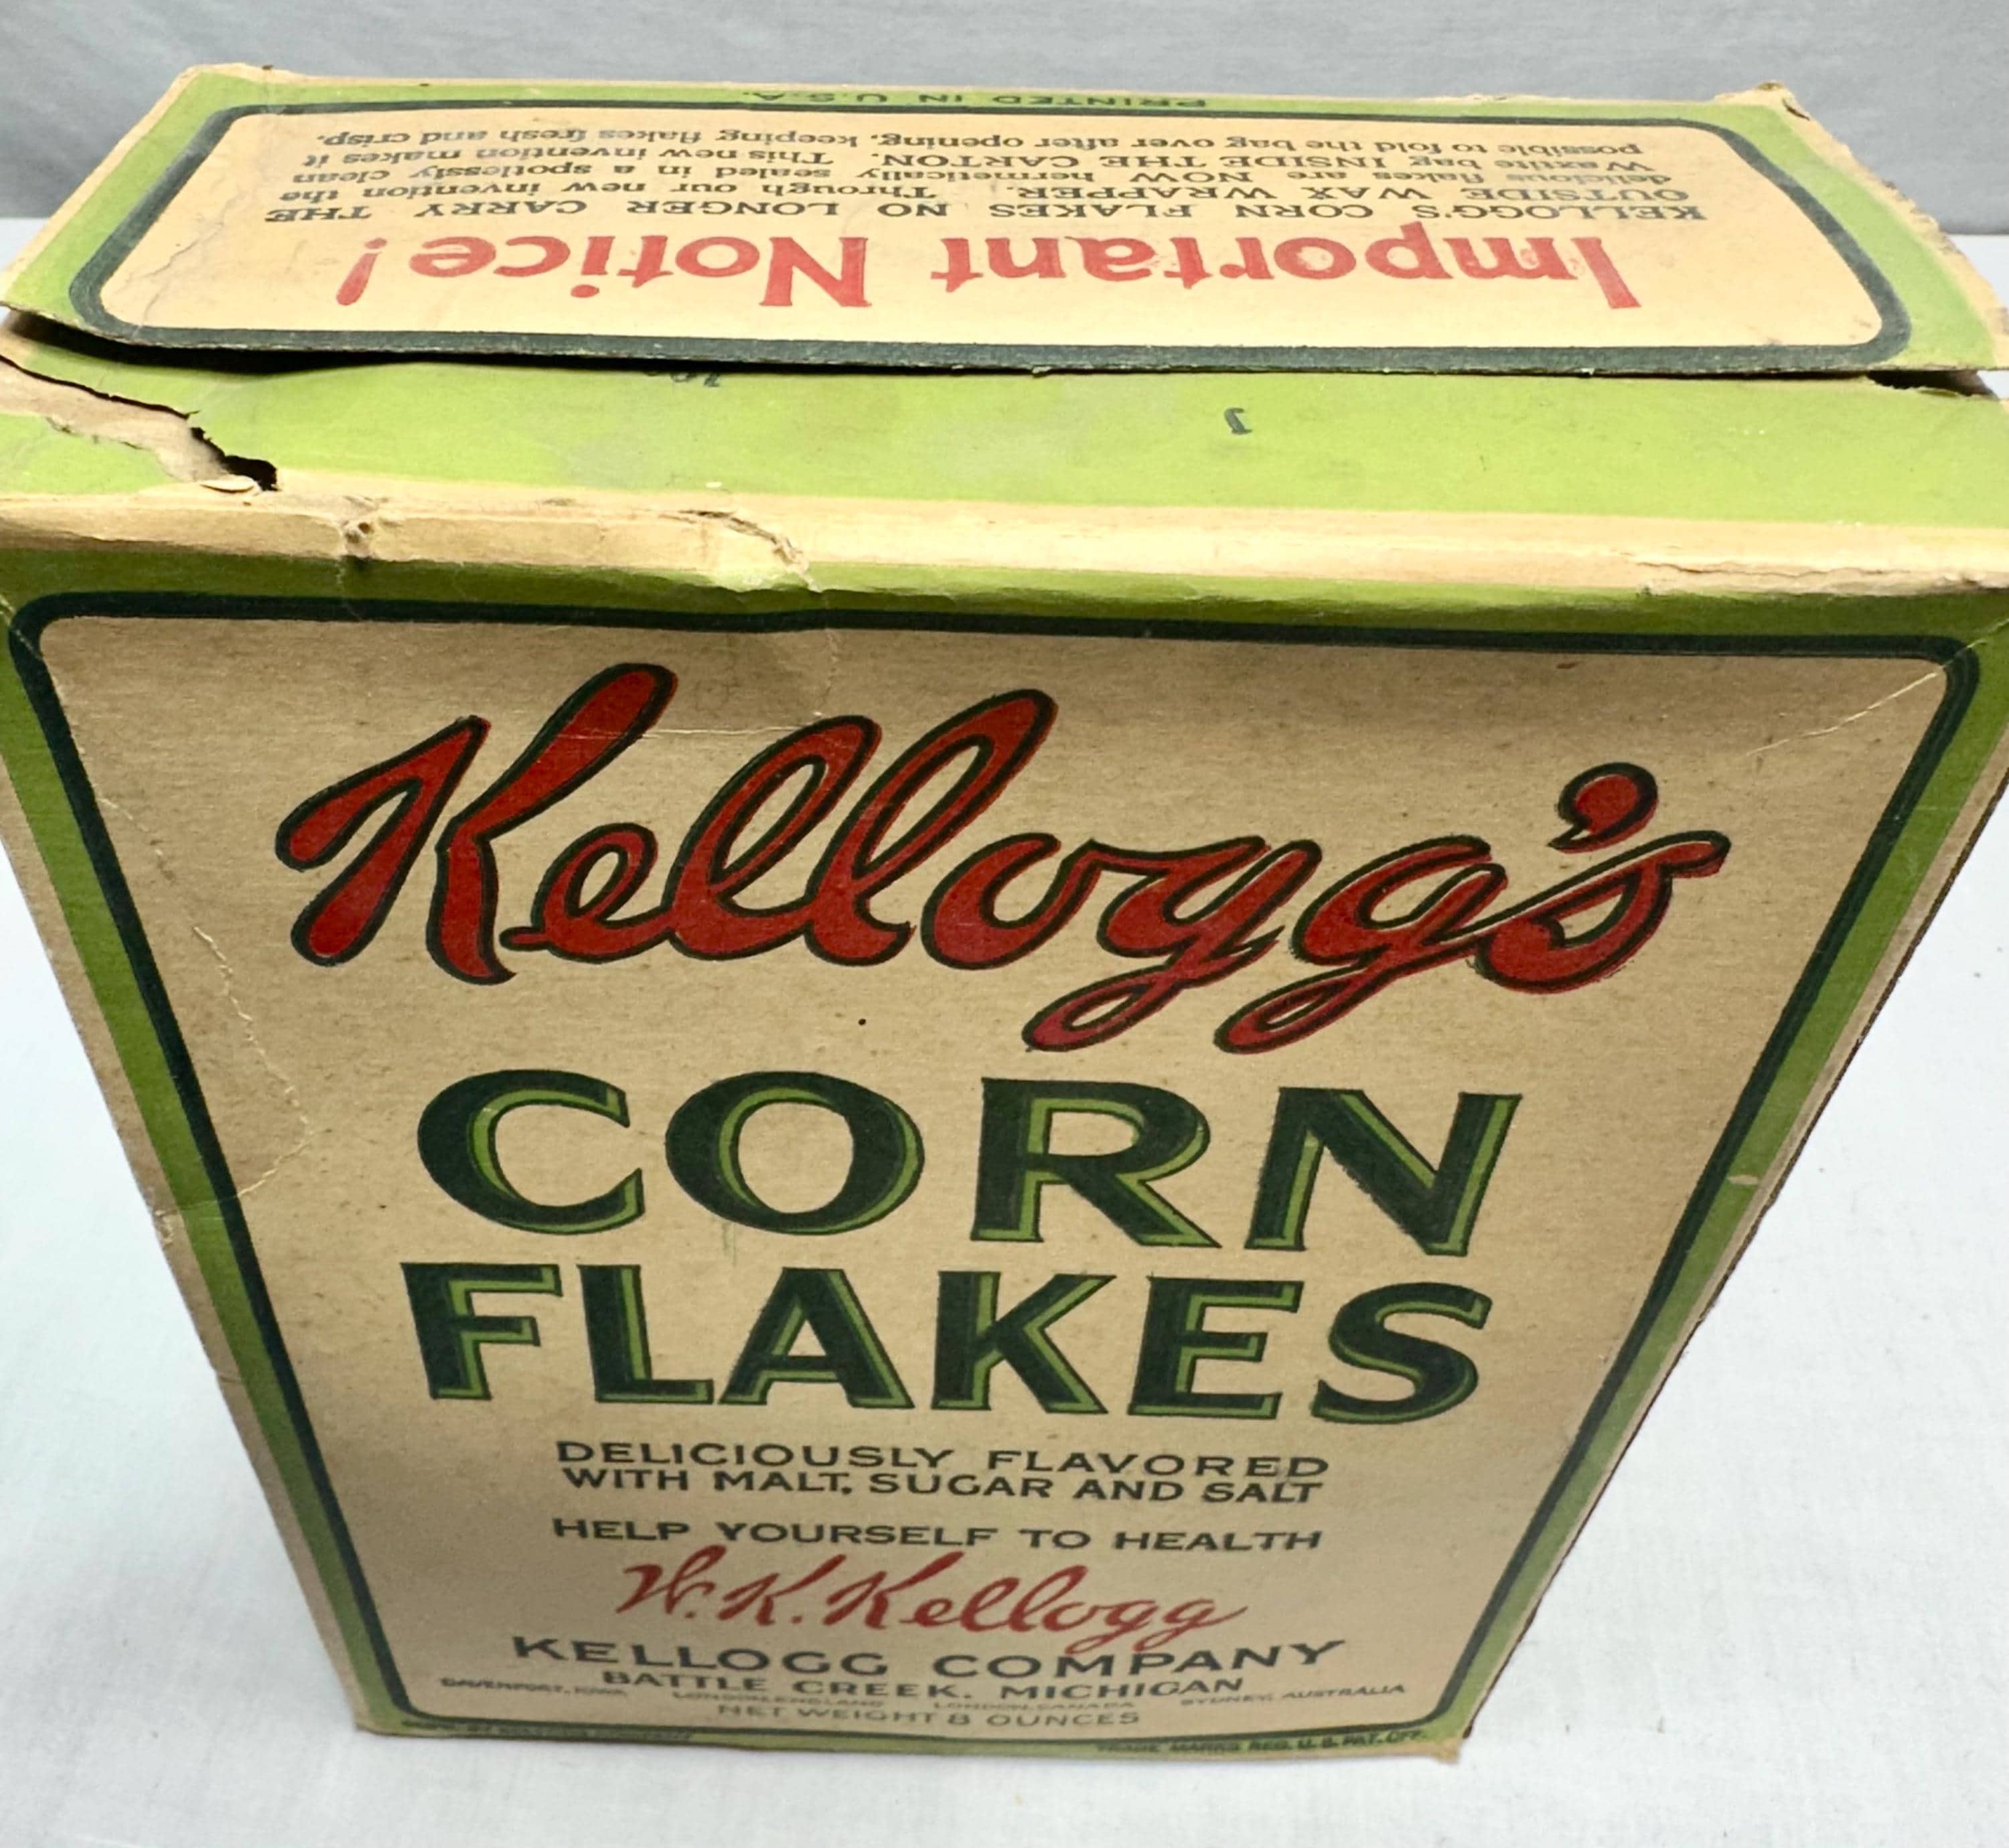 PRINTED IN U.S.A.
Important Notice!
KELLOGG'S CORN FLAKES NO LONGER CARRY THE
OUTSIDE WAX WRAPPER. Through our new invention the
delicious flakes are NOW hermetically sealed in a spotlessly clean
Waxtite bag INSIDE THE CARTON. This new invention makes it
possible to fold the bag over after opening, keeping flakes fresh and crisp.
J
Kellogg's
CORN
FLAKES
DELICIOUSLY FLAVORED
WITH MALT, SUGAR AND SALT
HELP YOURSELF TO HEALTH
W. K. Kellogg
KELLOGG COMPANY
BATTLE CREEK, MICHIGAN
DAVENPORT, IOWA LONDON, ENGLAND LONDON, CANADA SYDNEY, AUSTRALIA
NET WEIGHT 8 OUNCES
TRADE MARKS REG. U. S. PAT. OFF.